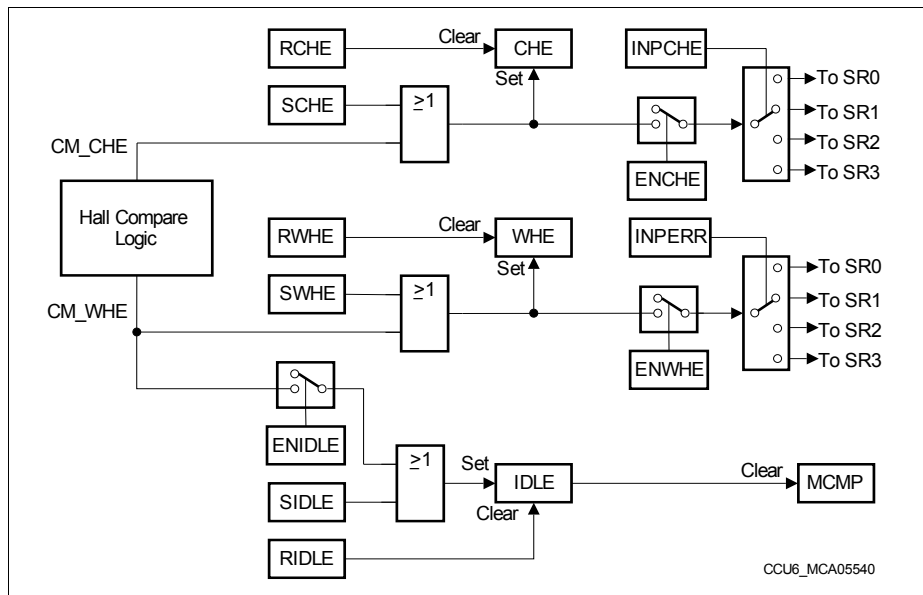 RCHE
Clear
CHE
INPCHE
Set
To SR0
SCHE
≥1
To SR1
CM_CHE
To SR2
ENCHE
To SR3
Hall Compare
Logic
RWHE
Clear
WHE
INPERR
Set
To SR0
CM_WHE
SWHE
≥1
To SR1
To SR2
ENWHE
To SR3
ENIDLE
≥1
Set
IDLE
Clear
MCMP
SIDLE
Clear
RIDLE
CCU6_MCA05540